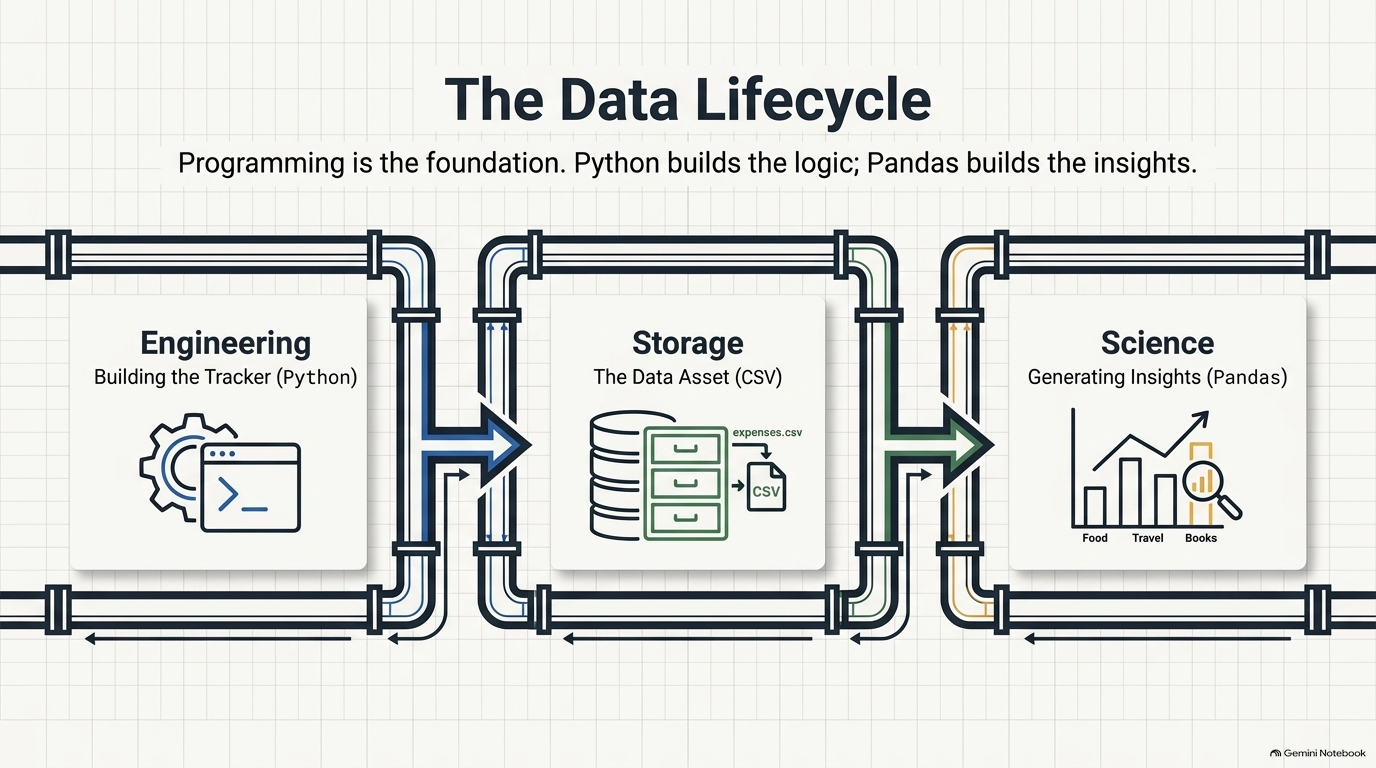 The Data Lifecycle
Programming is the foundation. Python builds the logic; Pandas builds the insights.
Engineering
Building the Tracker (Python)
Storage
The Data Asset (CSV)
expenses.csv
CSV
Science
Generating Insights (Pandas)
Food
Travel
Books
Gemini Notebook